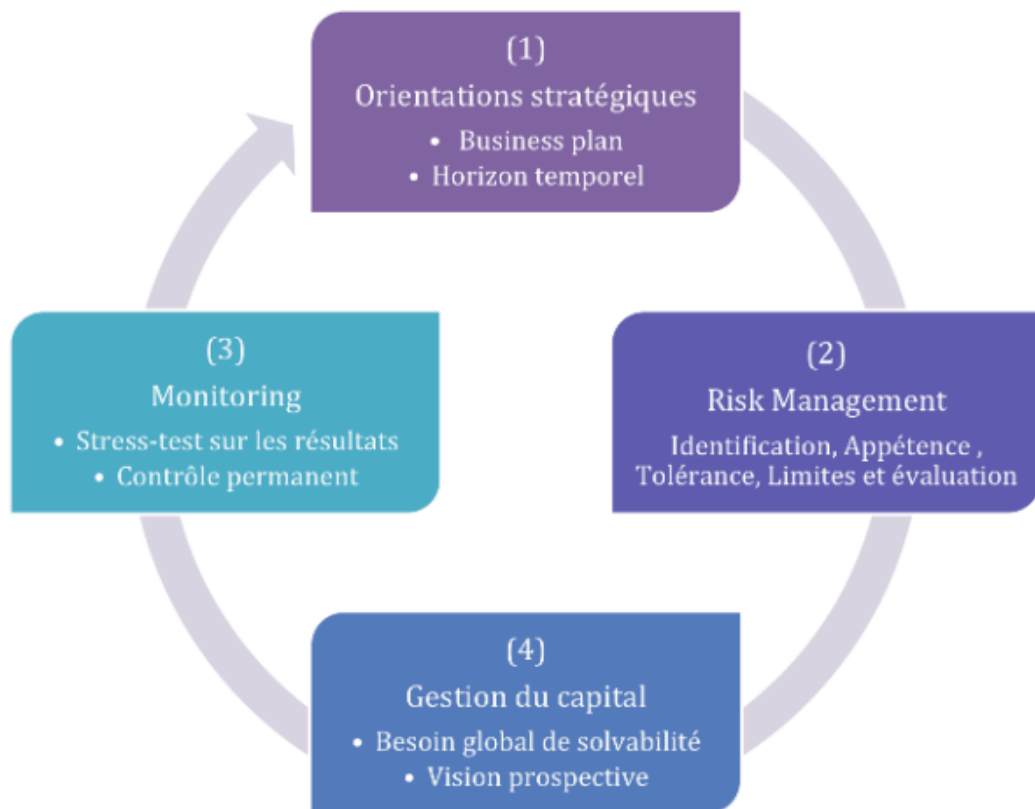 (1)
Orientations stratégiques
• Business plan
• Horizon temporel
(2)
Risk Management
Identification, Appétence ,
Tolérance, Limites et évaluation
(3)
Monitoring
• Stress-test sur les résultats
• Contrôle permanent
(4)
Gestion du capital
• Besoin global de solvabilité
• Vision prospective